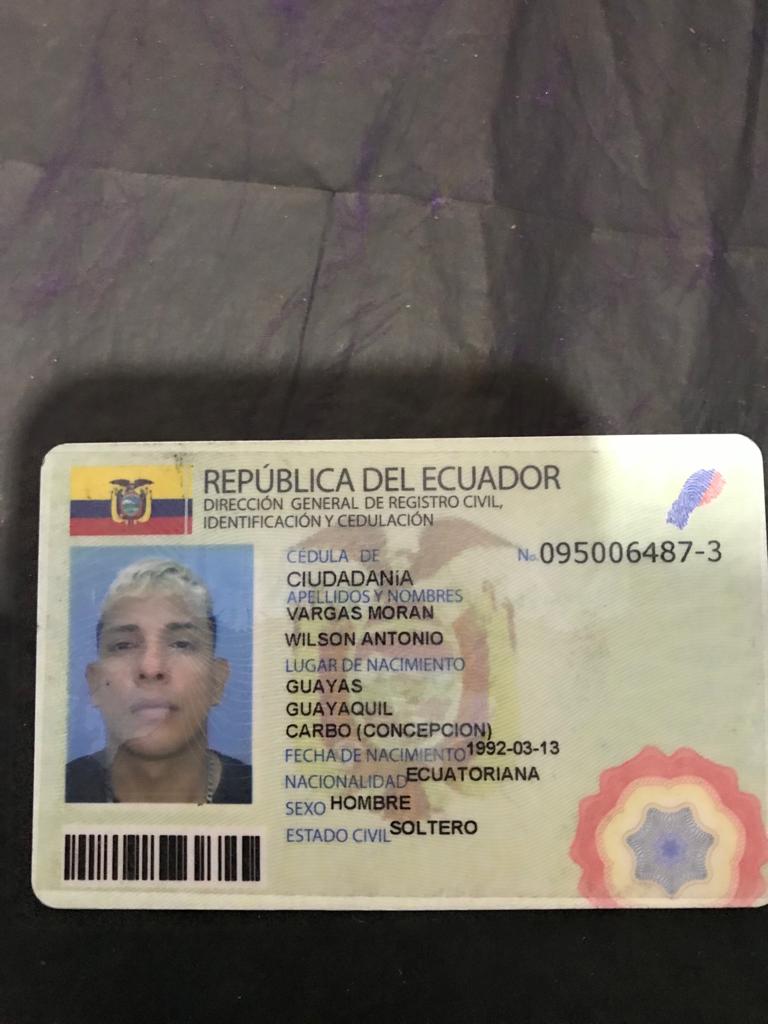 REPÚBLICA DEL ECUADOR
DIRECCIÓN GENERAL DE REGISTRO CIVIL,
IDENTIFICACIÓN Y CEDULACIÓN
CÉDULA DE No. 095006487-3
CIUDADANíA
APELLIDOS Y NOMBRES
VARGAS MORAN
WILSON ANTONIO
LUGAR DE NACIMIENTO
GUAYAS
GUAYAQUIL
CARBO (CONCEPCION)
FECHA DE NACIMIENTO 1992-03-13
NACIONALIDAD ECUATORIANA
SEXO HOMBRE
ESTADO CIVIL SOLTERO